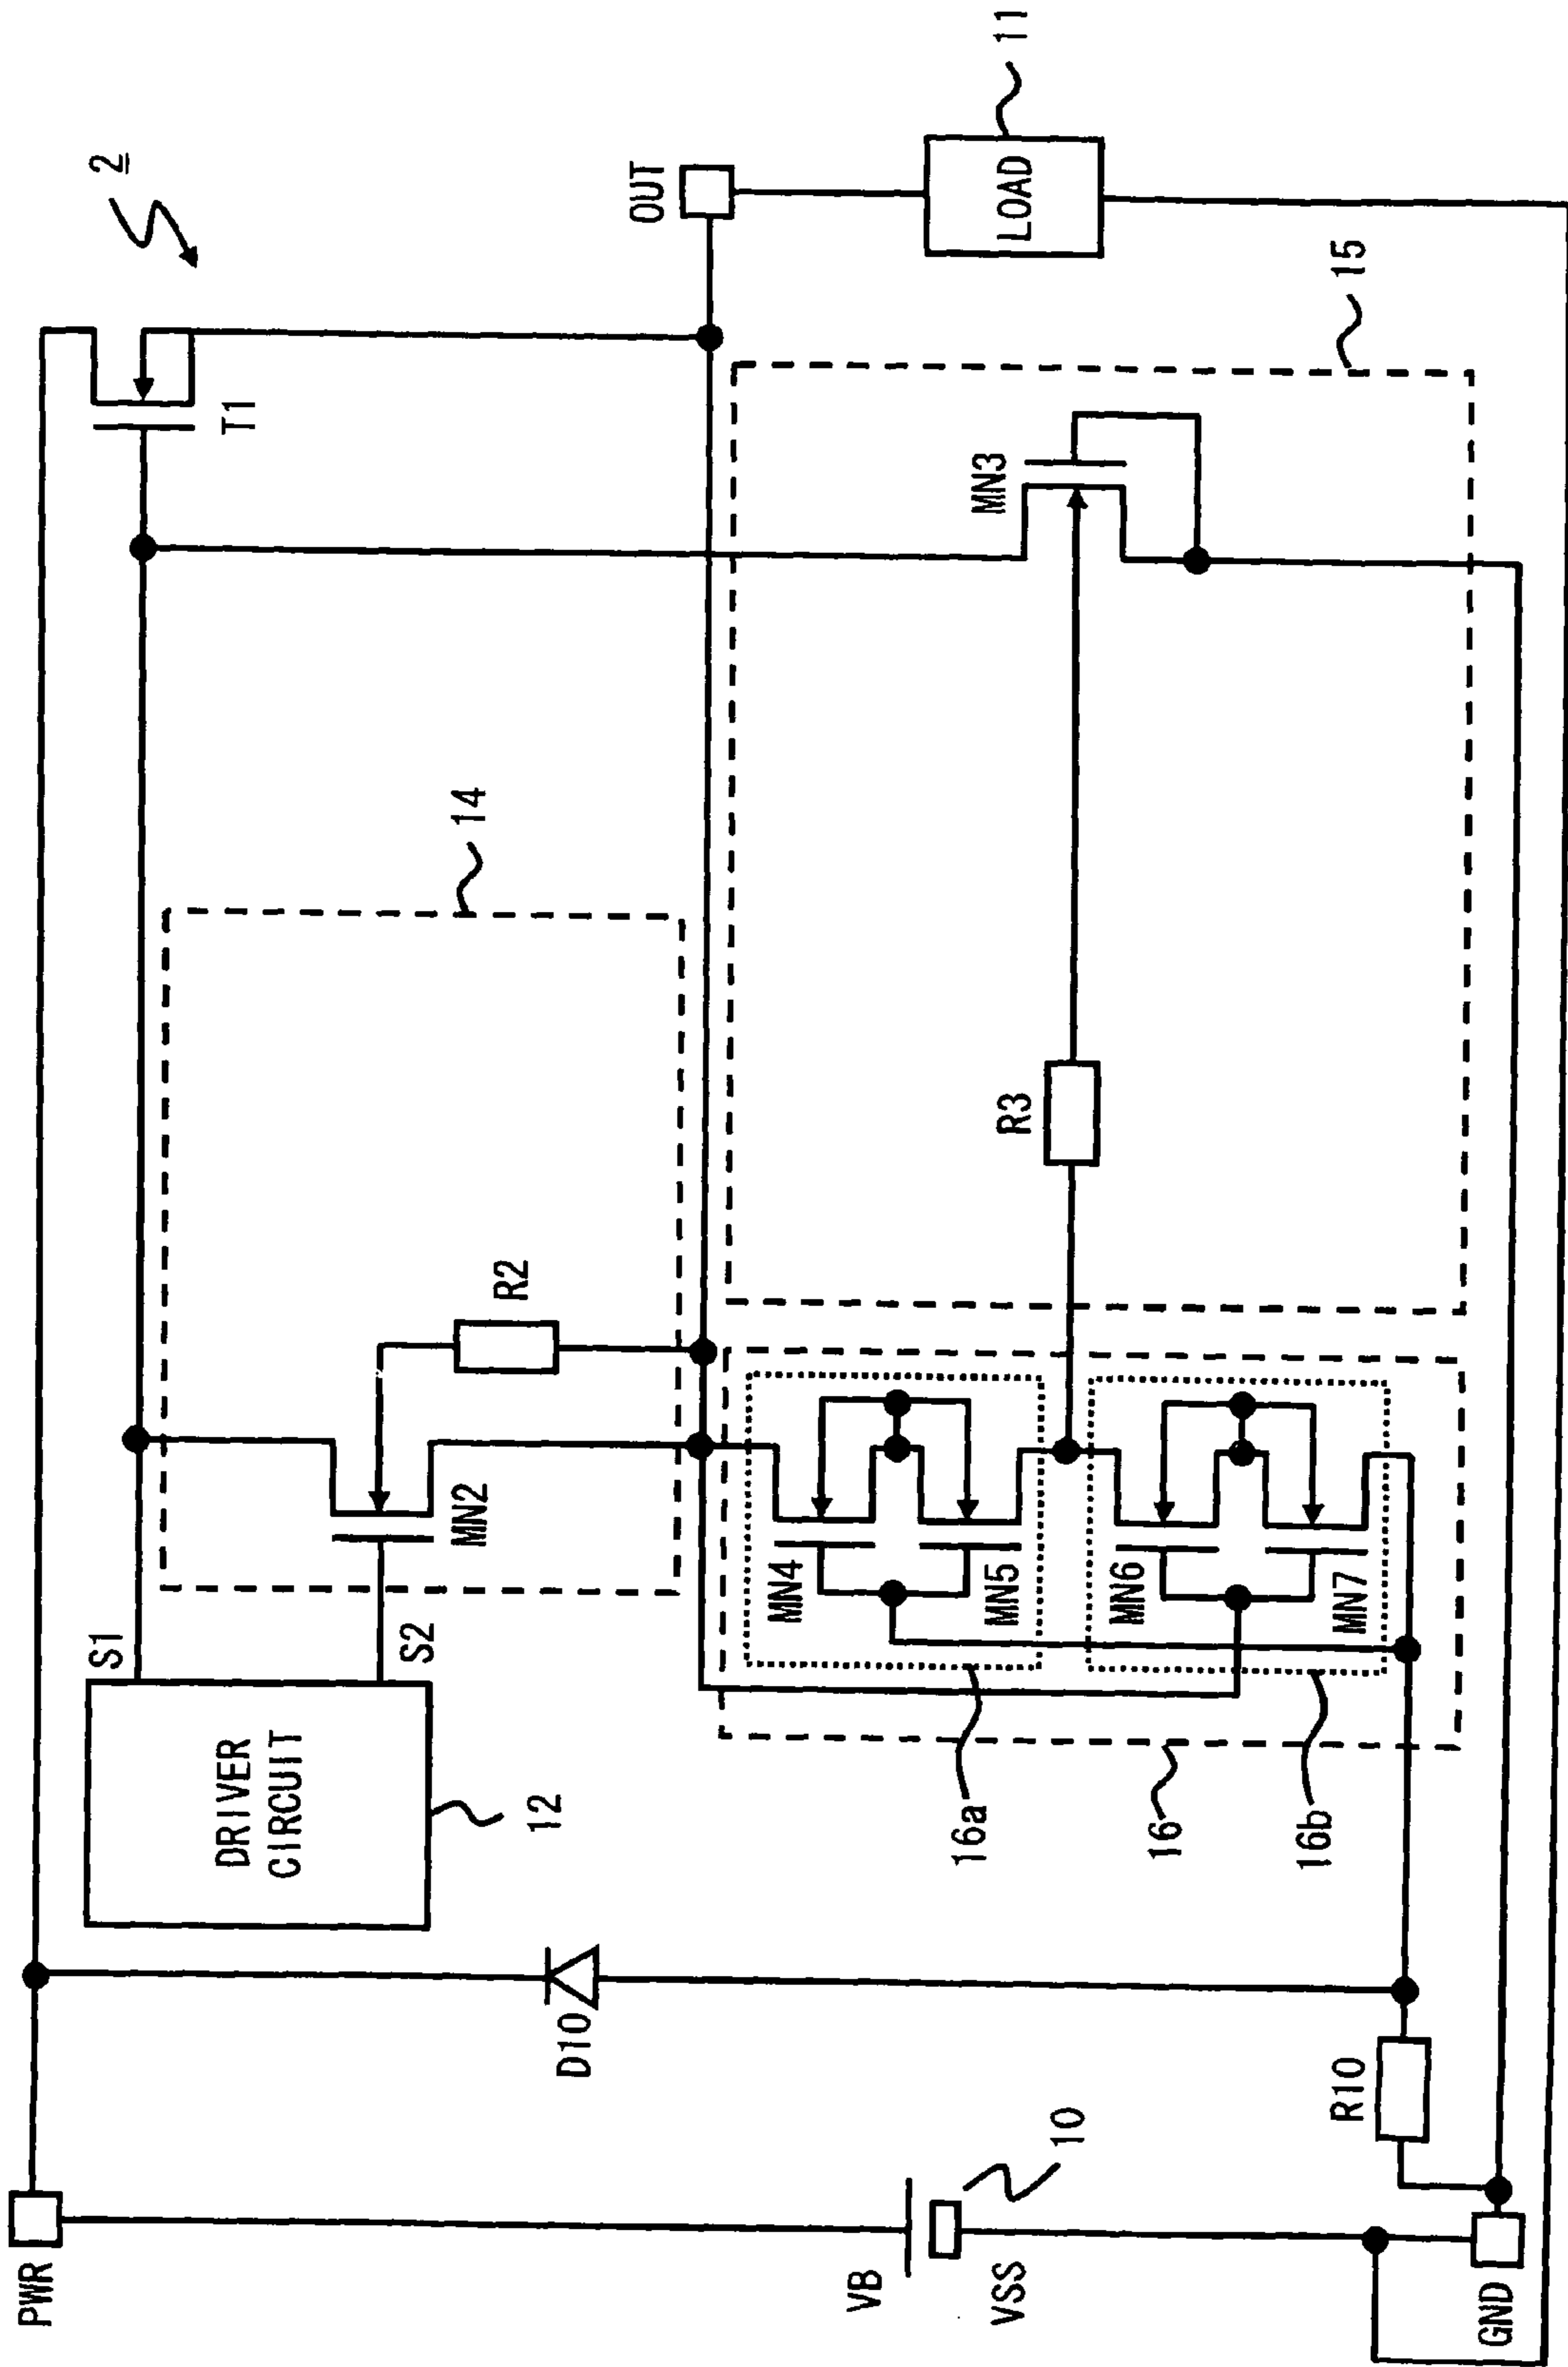 2
PWR
S1
DRIVER
CIRCUIT
12
S2
MN2
R2
14
T1
OUT
LOAD
11
D10
VB
VSS
10
16a
16
16b
MN4
MN5
MN6
MN7
R3
MN3
15
R10
GND